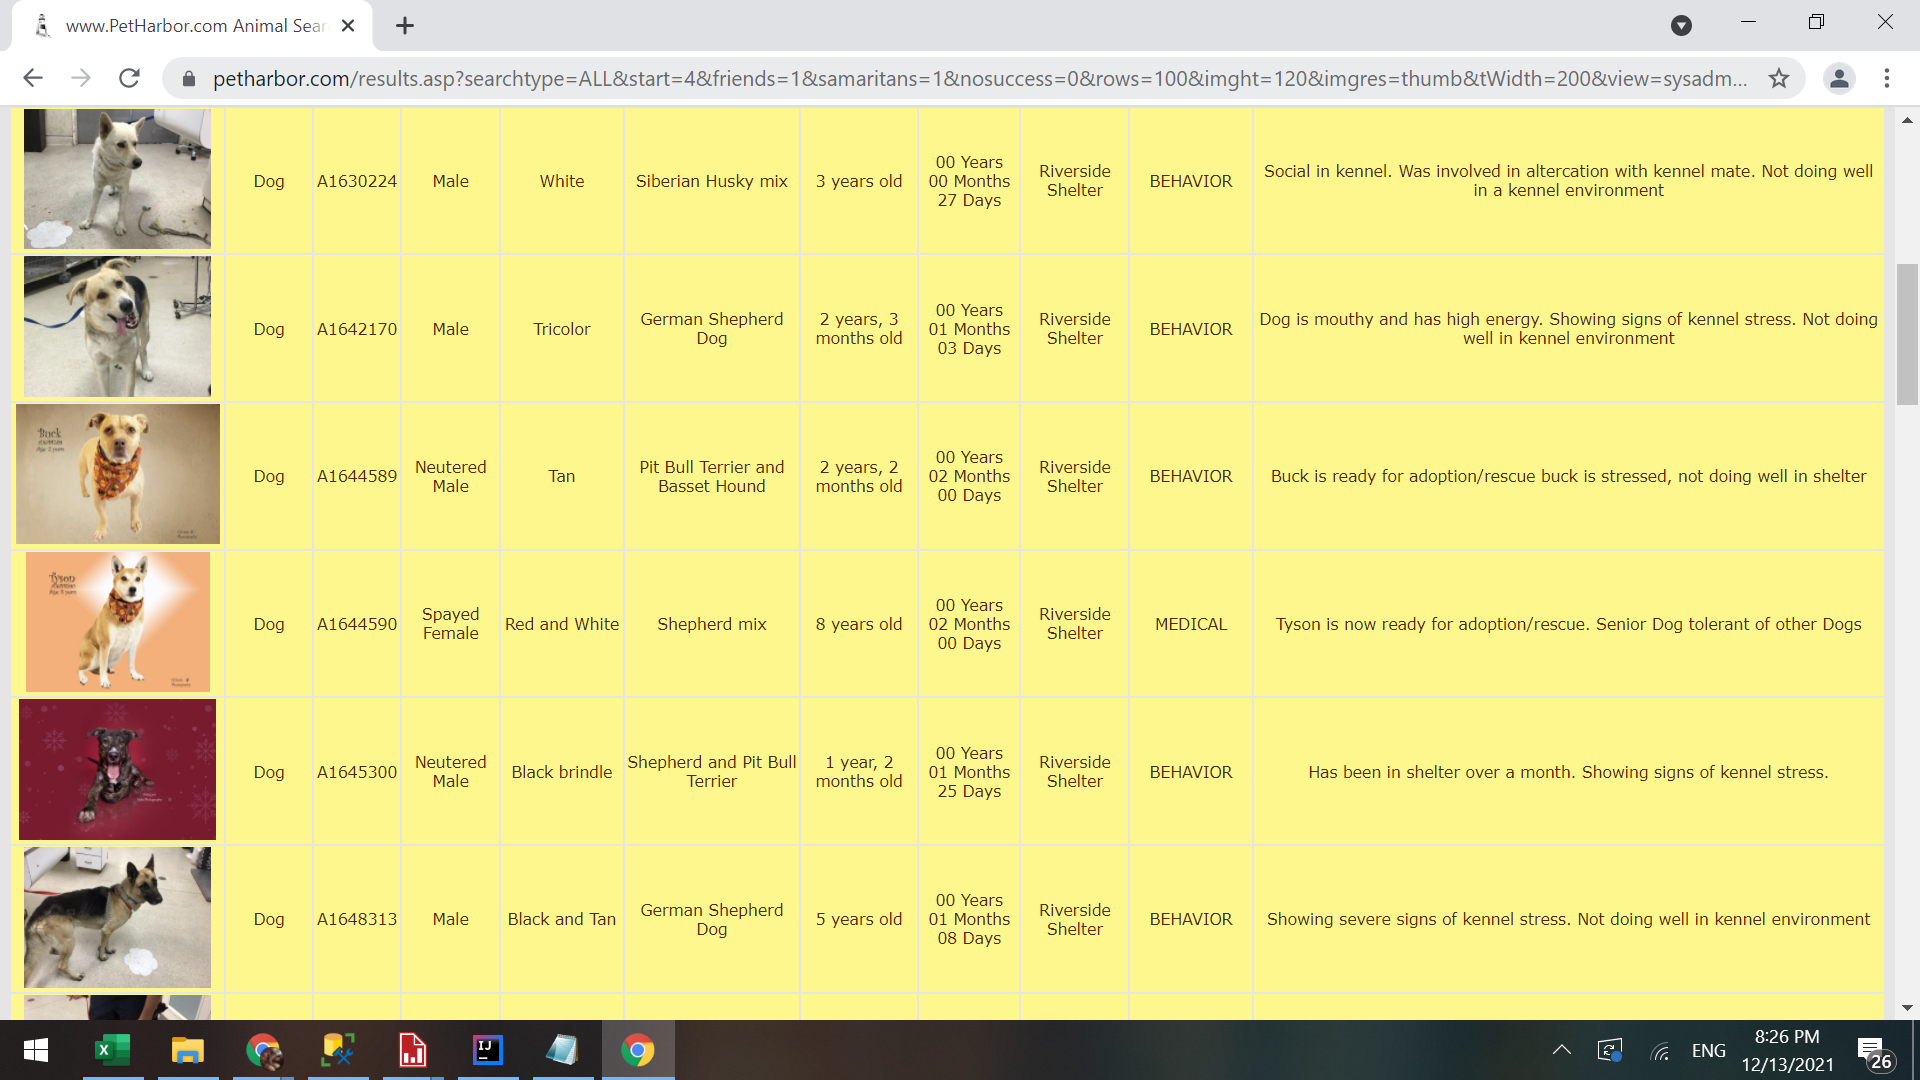 www.PetHarbor.com Animal Sear
petharbor.com/results.asp?searchtype=ALL&start=4&friends=1&samaritans=1&nosuccess=0&rows=100&imght=120&imgres=thumb&tWidth=200&view=sysadm...
Dog
A1630224
Male
White
Siberian Husky mix
3 years old
00 Years
00 Months
27 Days
Riverside
Shelter
BEHAVIOR
Social in kennel. Was involved in altercation with kennel mate. Not doing well
in a kennel environment
Dog
A1642170
Male
Tricolor
German Shepherd
Dog
2 years, 3
months old
00 Years
01 Months
03 Days
Riverside
Shelter
BEHAVIOR
Dog is mouthy and has high energy. Showing signs of kennel stress. Not doing
well in kennel environment
Buck
Age: 2 years
Dog
A1644589
Neutered
Male
Tan
Pit Bull Terrier and
Basset Hound
2 years, 2
months old
00 Years
02 Months
00 Days
Riverside
Shelter
BEHAVIOR
Buck is ready for adoption/rescue buck is stressed, not doing well in shelter
Tyson
Age: 8 years
Dog
A1644590
Spayed
Female
Red and White
Shepherd mix
8 years old
00 Years
02 Months
00 Days
Riverside
Shelter
MEDICAL
Tyson is now ready for adoption/rescue. Senior Dog tolerant of other Dogs
Dog
A1645300
Neutered
Male
Black brindle
Shepherd and Pit Bull
Terrier
1 year, 2
months old
00 Years
01 Months
25 Days
Riverside
Shelter
BEHAVIOR
Has been in shelter over a month. Showing signs of kennel stress.
Dog
A1648313
Male
Black and Tan
German Shepherd
Dog
5 years old
00 Years
01 Months
08 Days
Riverside
Shelter
BEHAVIOR
Showing severe signs of kennel stress. Not doing well in kennel environment
IJ
ENG
8:26 PM
12/13/2021
26